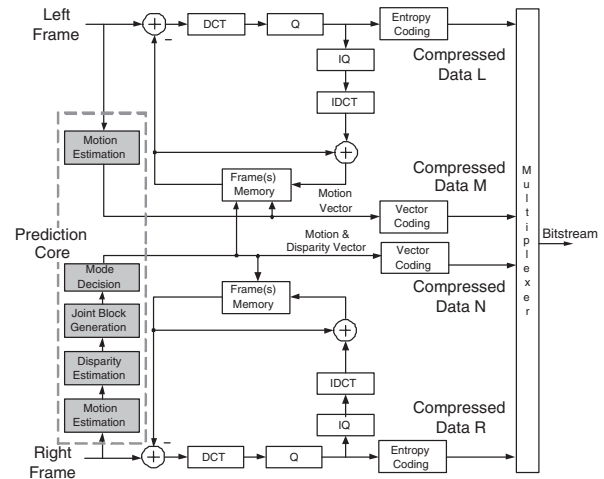 Left
Frame
−
DCT
Q
Entropy
Coding
Compressed
Data L
IQ
IDCT
Motion
Estimation
Frame(s)
Memory
Motion
Vector
Compressed
Data M
Vector
Coding
Multiplexer
Bitstream
Prediction
Core
Motion &
Disparity Vector
Vector
Coding
Compressed
Data N
Mode
Decision
Joint Block
Generation
Disparity
Estimation
Motion
Estimation
Frame(s)
Memory
IDCT
IQ
Compressed
Data R
Right
Frame
−
DCT
Q
Entropy
Coding